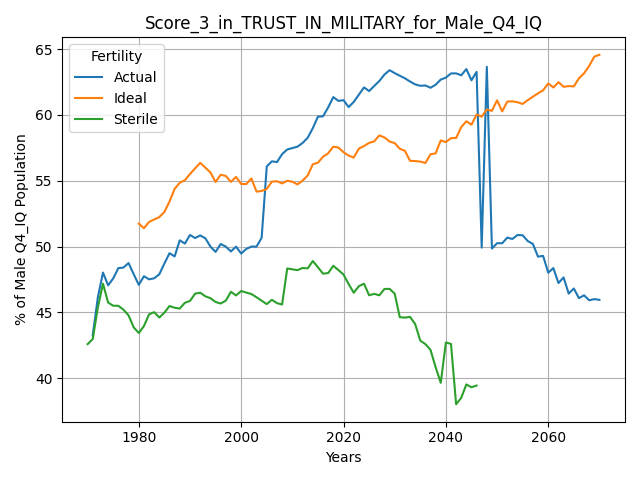 Score_3_in_TRUST_IN_MILITARY_for_Male_Q4_IQ
Fertility
Actual
Ideal
Sterile
% of Male Q4_IQ Population
65
60
55
50
45
40
1980
2000
2020
2040
2060
Years